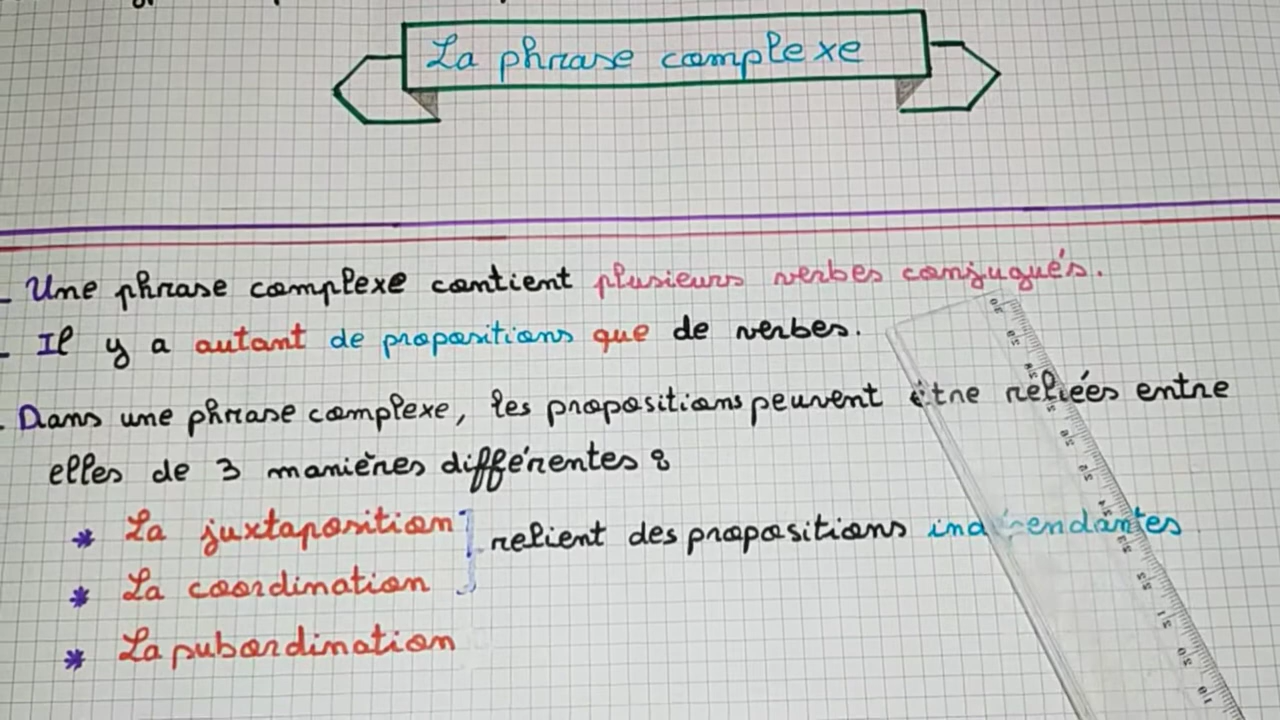 La phrase complexe
- Une phrase complexe contient plusieurs verbes conjugués.
- Il y a autant de propositions que de verbes.
. Dans une phrase complexe, les propositions peuvent être reliées entre
elles de 3 manières différentes :
* La juxtaposition
] relient des propositions indépendantes
* La coordination
* La subordination